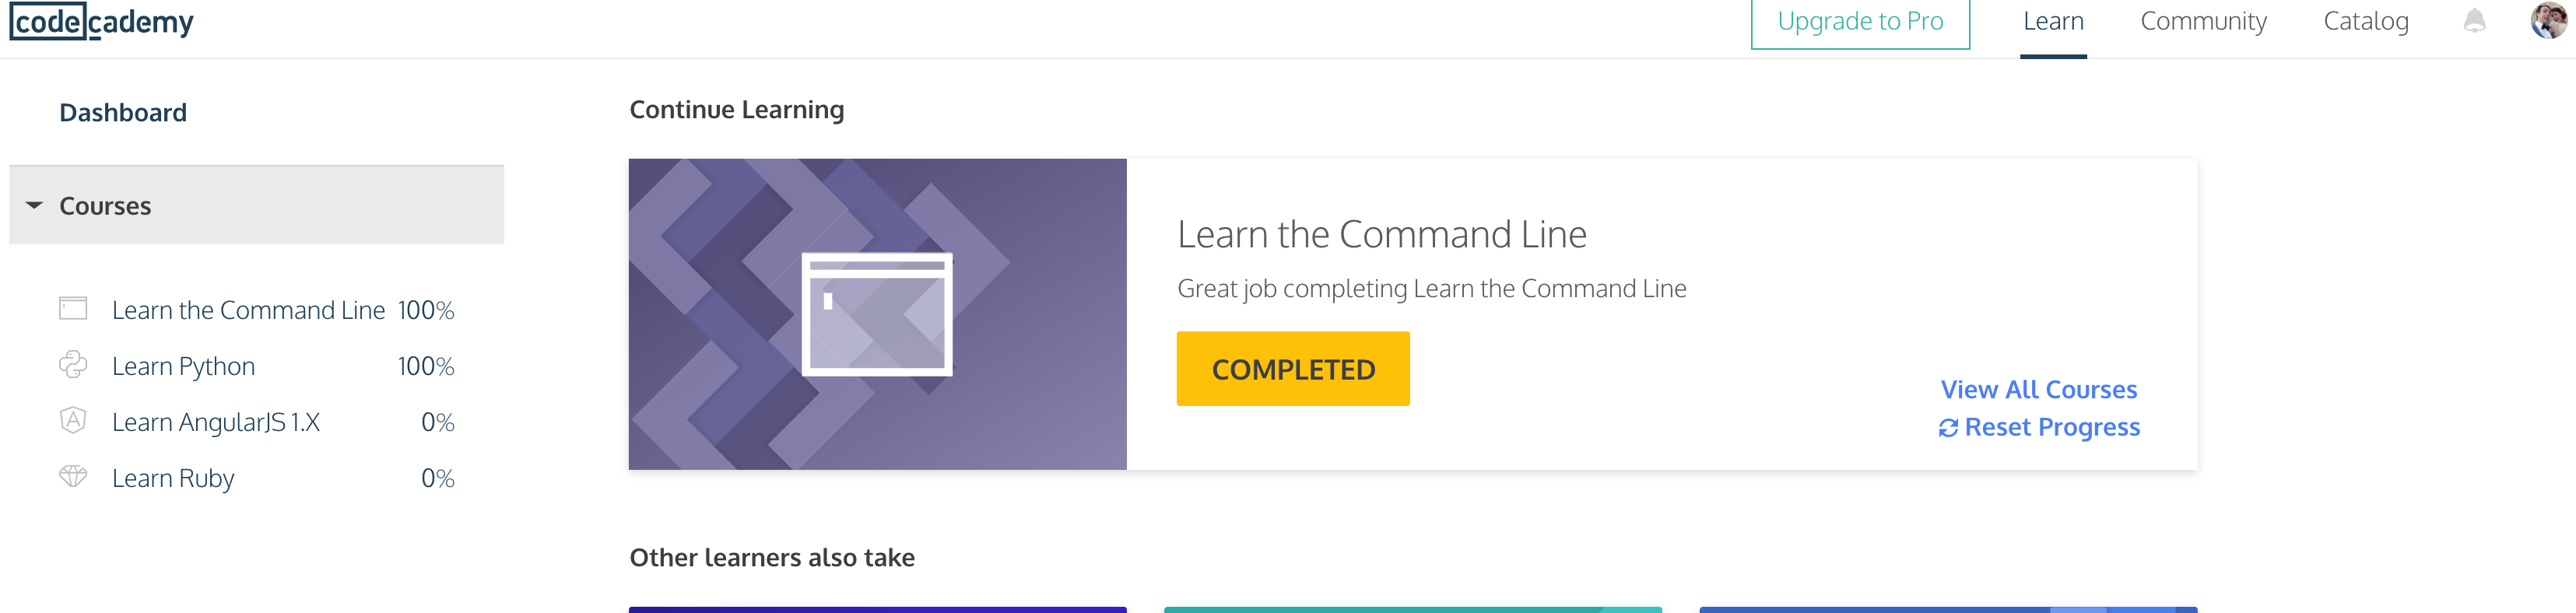 codecademy
Upgrade to Pro
Learn
Community
Catalog
Dashboard
Courses
Learn the Command Line 100%
Learn Python 100%
Learn AngularJS 1.X 0%
Learn Ruby 0%
Continue Learning
Learn the Command Line
Great job completing Learn the Command Line
COMPLETED
View All Courses
Reset Progress
Other learners also take